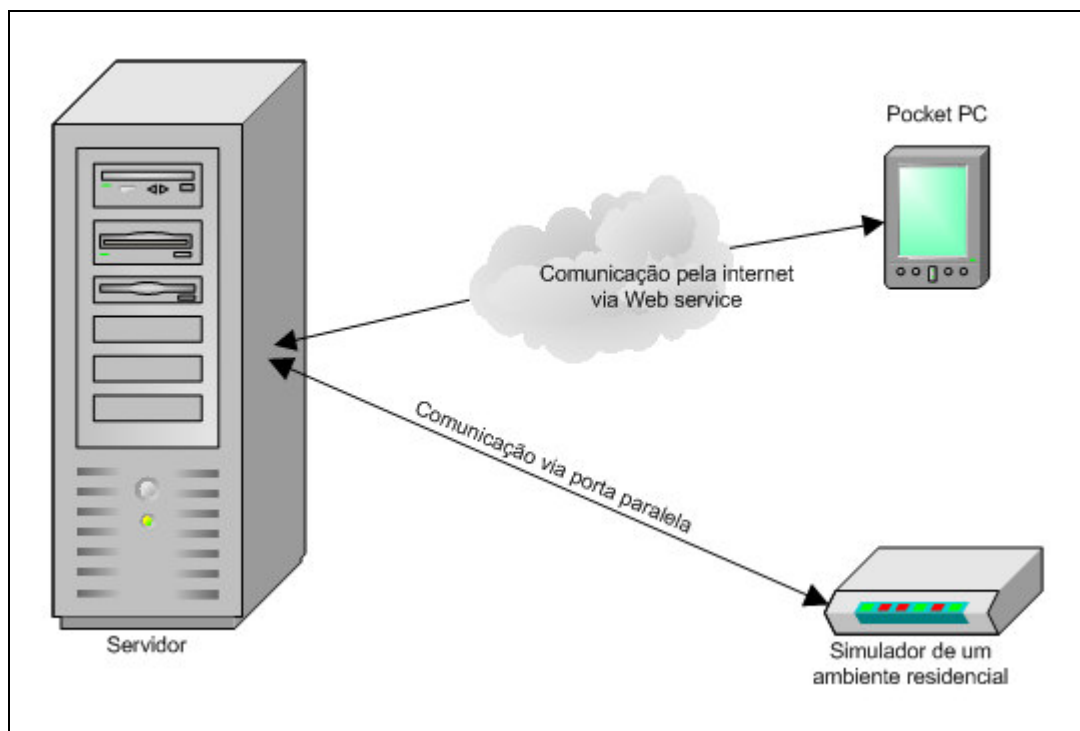 Pocket PC
Comunicação pela internet
via Web service
Comunicação via porta paralela
Servidor
Simulador de um
ambiente residencial